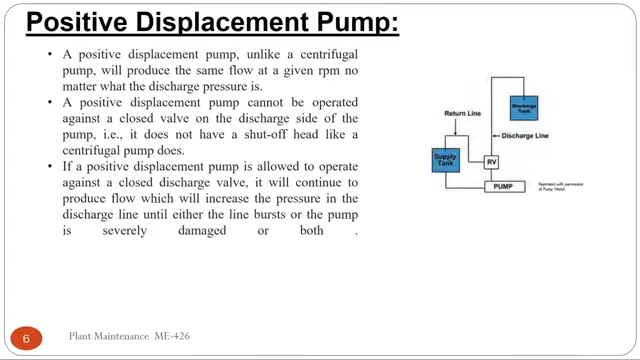 Positive Displacement Pump:
• A positive displacement pump, unlike a centrifugal
pump, will produce the same flow at a given rpm no
matter what the discharge pressure is.
• A positive displacement pump cannot be operated
against a closed valve on the discharge side of the
pump, i.e., it does not have a shut-off head like a
centrifugal pump does.
• If a positive displacement pump is allowed to operate
against a closed discharge valve, it will continue to
produce flow which will increase the pressure in the
discharge line until either the line bursts or the pump
is severely damaged or both .
Discharge
Tank
Return Line
Discharge Line
Supply
Tank
RV
PUMP
Reprinted with permission
of Pump World.
6
Plant Maintenance ME-426